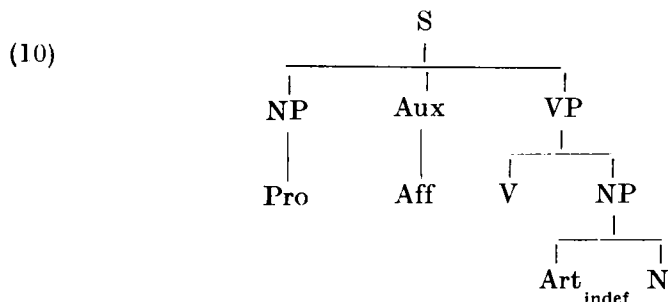 S
(10)
NP Aux VP
Pro Aff V NP
Art indef N